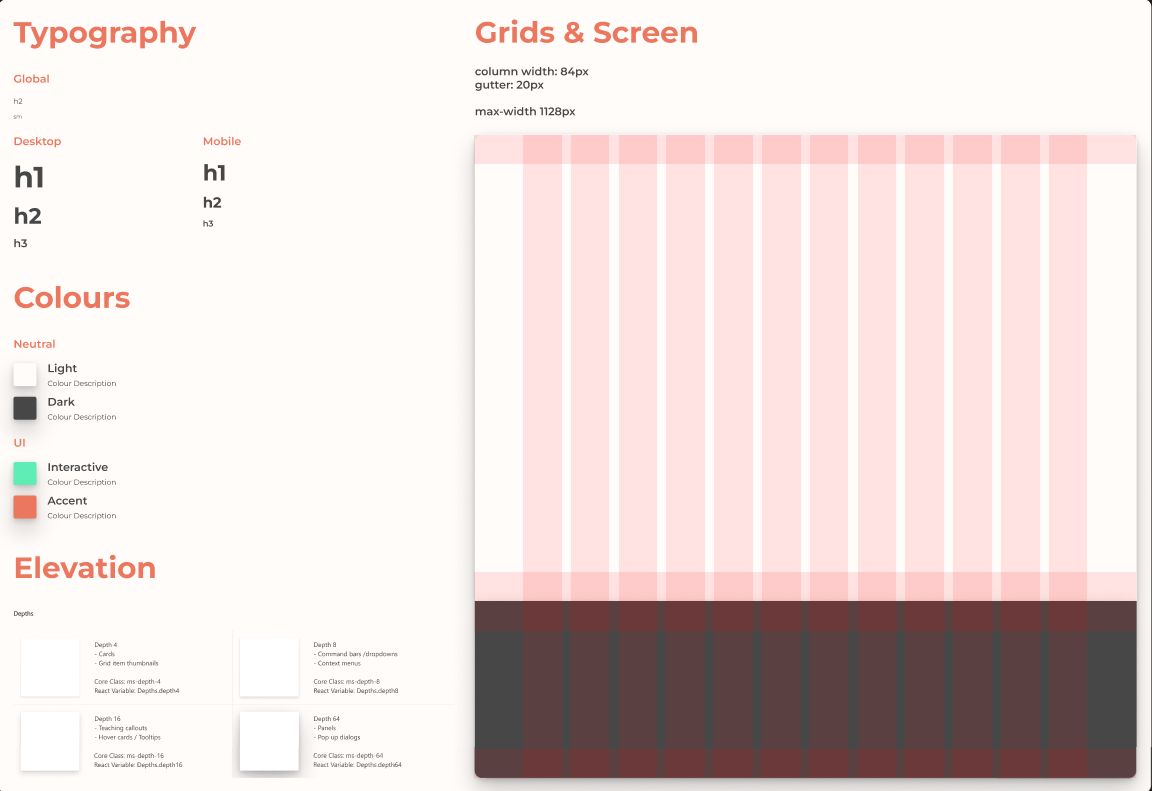 Typography
Global
h2
sm
Desktop
h1
h2
h3
Mobile
h1
h2
h3
Colours
Neutral
Light
Colour Description
Dark
Colour Description
UI
Interactive
Colour Description
Accent
Colour Description
Elevation
Depths
Depth 4
- Cards
- Grid item thumbnails
Core Class: ms-depth-4
React Variable: Depths.depth4
Depth 8
- Command bars /dropdowns
- Context menus
Core Class: ms-depth-8
React Variable: Depths.depth8
Depth 16
- Teaching callouts
- Hover cards / Tooltips
Core Class: ms-depth-16
React Variable: Depths.depth16
Depth 64
- Panels
- Pop up dialogs
Core Class: ms-depth-64
React Variable: Depths.depth64
Grids & Screen
column width: 84px
gutter: 20px
max-width 1128px